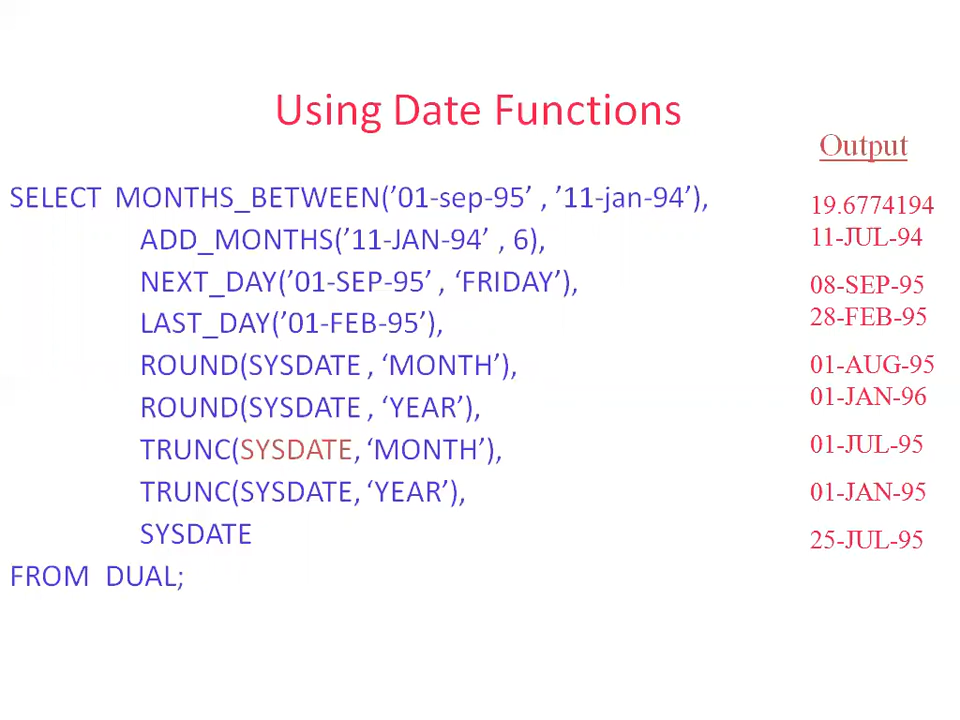 Using Date Functions
Output
SELECT MONTHS_BETWEEN(’01-sep-95’ , ’11-jan-94’),
19.6774194
ADD_MONTHS(’11-JAN-94’ , 6),
11-JUL-94
NEXT_DAY(’01-SEP-95’ , ‘FRIDAY’),
08-SEP-95
LAST_DAY(’01-FEB-95’),
28-FEB-95
ROUND(SYSDATE , ‘MONTH’),
01-AUG-95
ROUND(SYSDATE , ‘YEAR’),
01-JAN-96
TRUNC(SYSDATE, ‘MONTH’),
01-JUL-95
TRUNC(SYSDATE, ‘YEAR’),
01-JAN-95
SYSDATE
25-JUL-95
FROM DUAL;